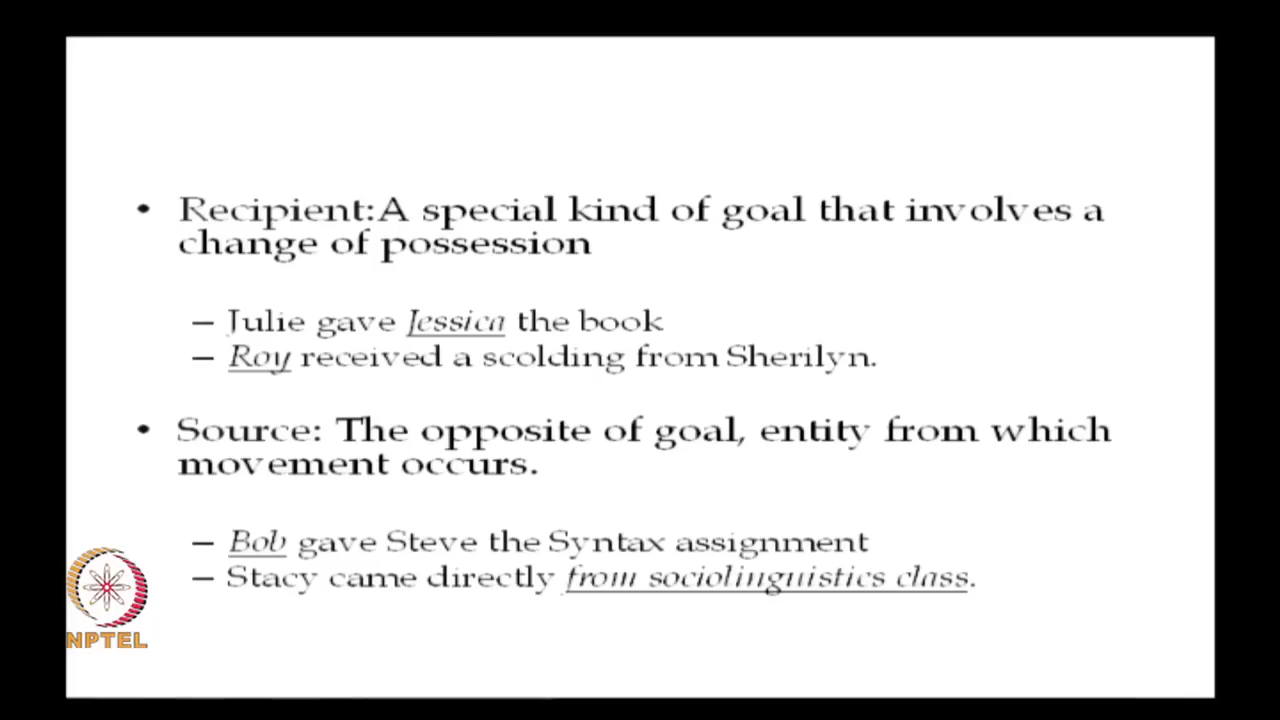 • Recipient:A special kind of goal that involves a
change of possession
– Julie gave Jessica the book
– Roy received a scolding from Sherilyn.
• Source: The opposite of goal, entity from which
movement occurs.
– Bob gave Steve the Syntax assignment
– Stacy came directly from sociolinguistics class.
NPTEL